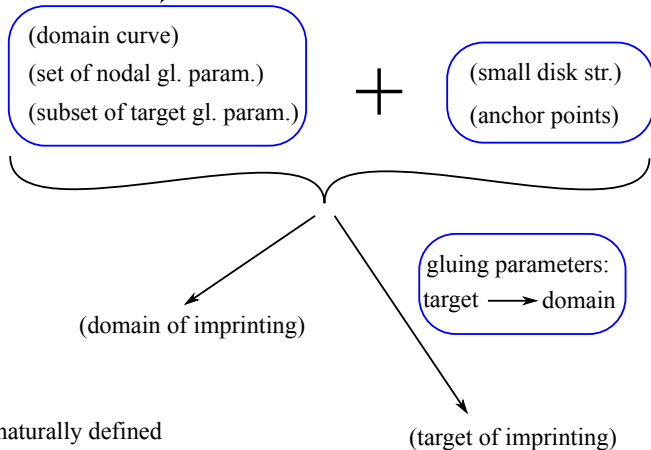 (domain curve)
(set of nodal gl. param.)
(subset of target gl. param.)
+
(small disk str.)
(anchor points)
gluing parameters:
target → domain
(domain of imprinting)
naturally defined
(target of imprinting)